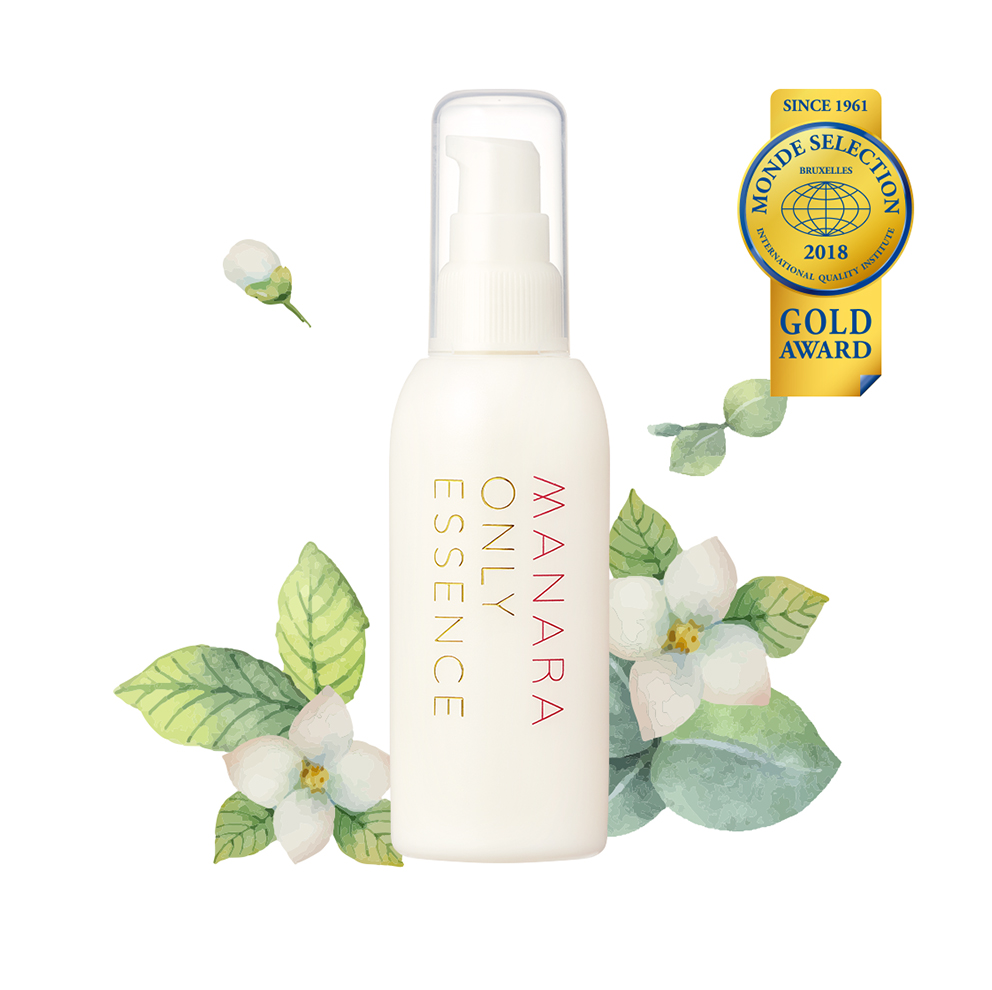 MANARA
ONLY
ESSENCE
SINCE 1961
MONDE SELECTION
BRUXELLES
2018
INTERNATIONAL QUALITY INSTITUTE
GOLD
AWARD